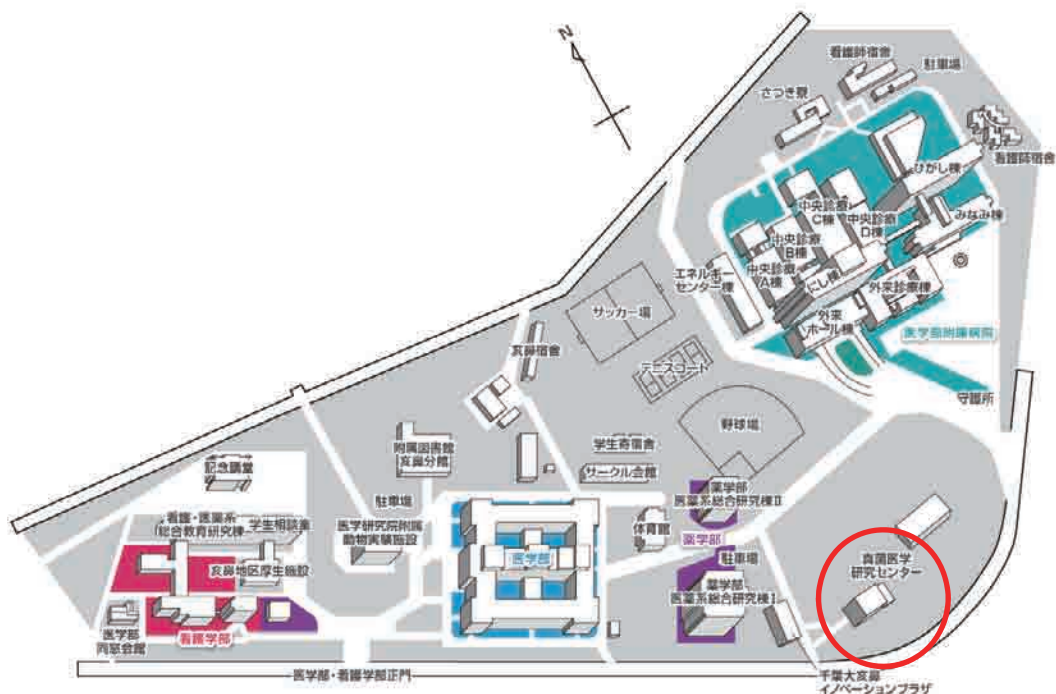 N
看護師宿舎
駐車場
さつき寮
看護師宿舎
ひがし棟
中央診療
C棟
中央診療
D棟
みなみ棟
中央診療
B棟
中央診療
A棟
にし棟
エネルギー
センター棟
外来診療棟
外来
ホール棟
医学部附属病院
守護所
サッカー場
亥鼻宿舎
テニスコート
野球場
附属図書館
亥鼻分館
学生寄宿舎
サークル会館
記念講堂
駐車場
薬学部
医薬系総合研究棟Ⅱ
看護・医薬系
総合教育研究棟
学生相談室
医学研究院附属
動物実験施設
医学部
体育館
薬学部
駐車場
真菌医学
研究センター
亥鼻地区厚生施設
薬学部
医薬系総合研究棟Ⅰ
医学部
同窓会館
看護学部
医学部・看護学部正門
千葉大亥鼻
イノベーションプラザ